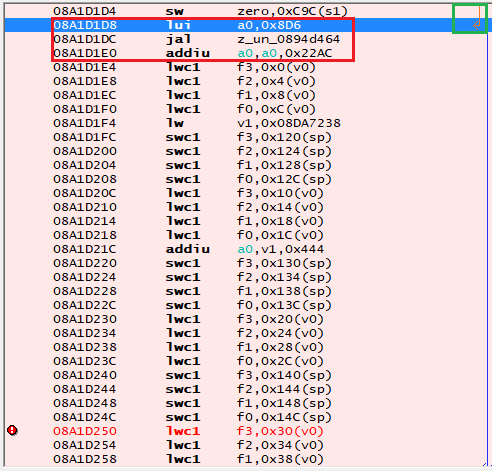 08A1D1D4 sw zero,0xC9C(s1)
08A1D1D8 lui a0,0x8D6
08A1D1DC jal z_un_0894d464
08A1D1E0 addiu a0,a0,0x22AC
08A1D1E4 lwc1 f3,0x0(v0)
08A1D1E8 lwc1 f2,0x4(v0)
08A1D1EC lwc1 f1,0x8(v0)
08A1D1F0 lwc1 f0,0xC(v0)
08A1D1F4 lw v1,0x08DA7238
08A1D1FC swc1 f3,0x120(sp)
08A1D200 swc1 f2,0x124(sp)
08A1D204 swc1 f1,0x128(sp)
08A1D208 swc1 f0,0x12C(sp)
08A1D20C lwc1 f3,0x10(v0)
08A1D210 lwc1 f2,0x14(v0)
08A1D214 lwc1 f1,0x18(v0)
08A1D218 lwc1 f0,0x1C(v0)
08A1D21C addiu a0,v1,0x444
08A1D220 swc1 f3,0x130(sp)
08A1D224 swc1 f2,0x134(sp)
08A1D228 swc1 f1,0x138(sp)
08A1D22C swc1 f0,0x13C(sp)
08A1D230 lwc1 f3,0x20(v0)
08A1D234 lwc1 f2,0x24(v0)
08A1D238 lwc1 f1,0x28(v0)
08A1D23C lwc1 f0,0x2C(v0)
08A1D240 swc1 f3,0x140(sp)
08A1D244 swc1 f2,0x144(sp)
08A1D248 swc1 f1,0x148(sp)
08A1D24C swc1 f0,0x14C(sp)
08A1D250 lwc1 f3,0x30(v0)
08A1D254 lwc1 f2,0x34(v0)
08A1D258 lwc1 f1,0x38(v0)